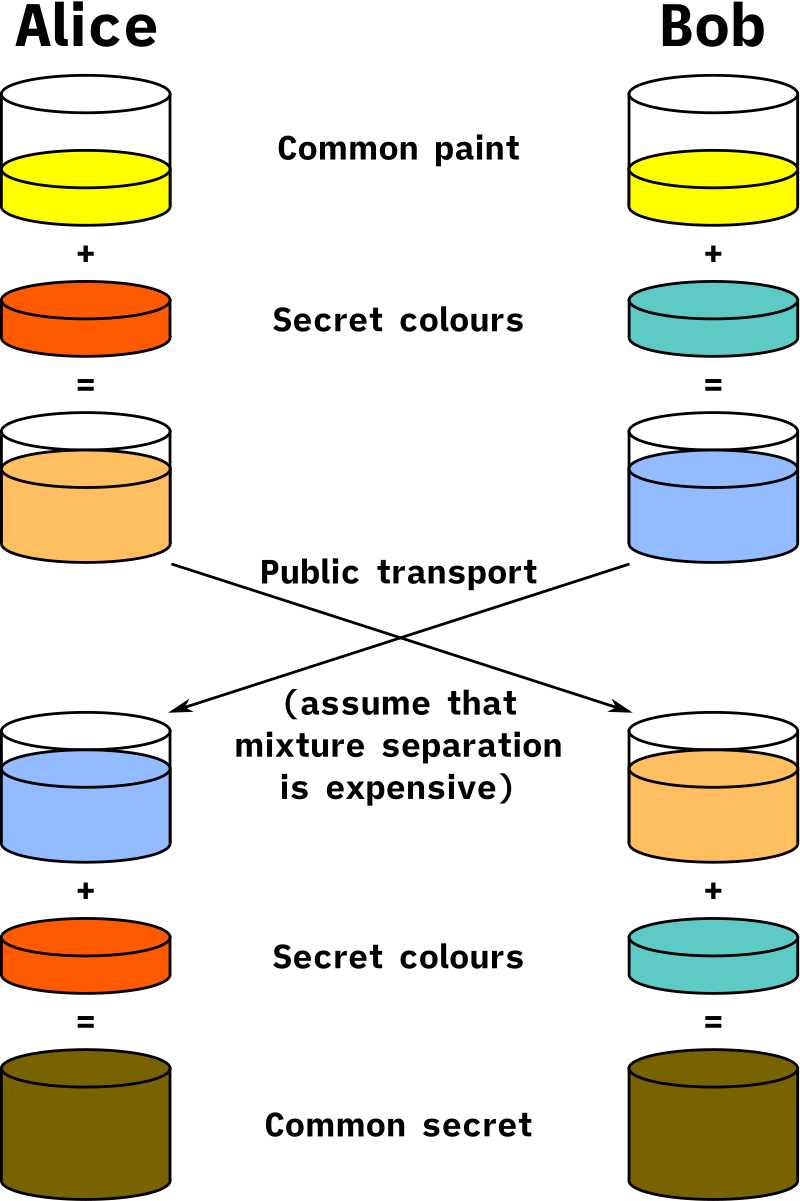 Alice Bob
Common paint
+ +
Secret colours
= =
Public transport
(assume that
mixture separation
is expensive)
+ +
Secret colours
= =
Common secret